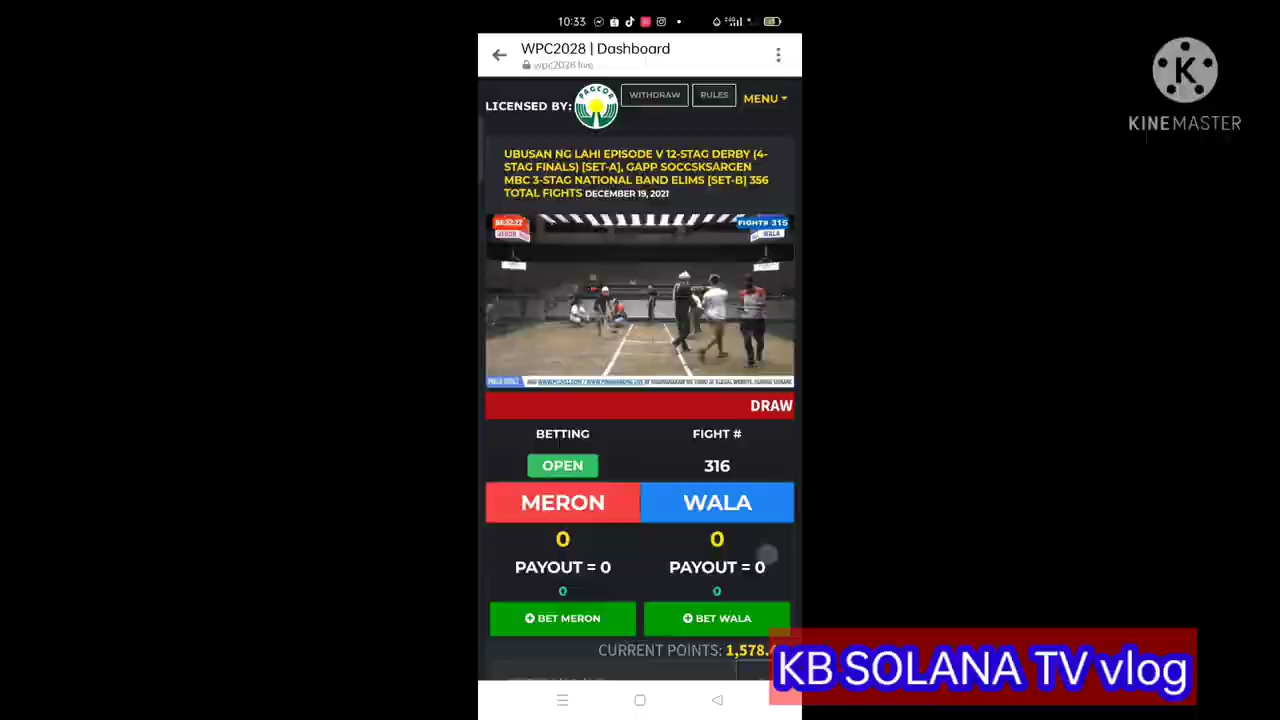 10:33
WPC2028 | Dashboard
KINEMASTER
LICENSED BY:
PAGCOR
WITHDRAW
RULES
MENU
UBUSAN NG LAHI EPISODE V 12-STAG DERBY (4-
STAG FINALS) [SET-A], GAPP SOCCSKSARGEN
MBC 3-STAG NATIONAL BAND ELIMS [SET-B] 356
TOTAL FIGHTS DECEMBER 19, 2021
FIGHT# 315
MERON
WALA
DRAW
BETTING
FIGHT #
OPEN
316
MERON
WALA
0
0
PAYOUT = 0
PAYOUT = 0
0
0
BET MERON
BET WALA
CURRENT POINTS: 1,578.
KB SOLANA TV vlog